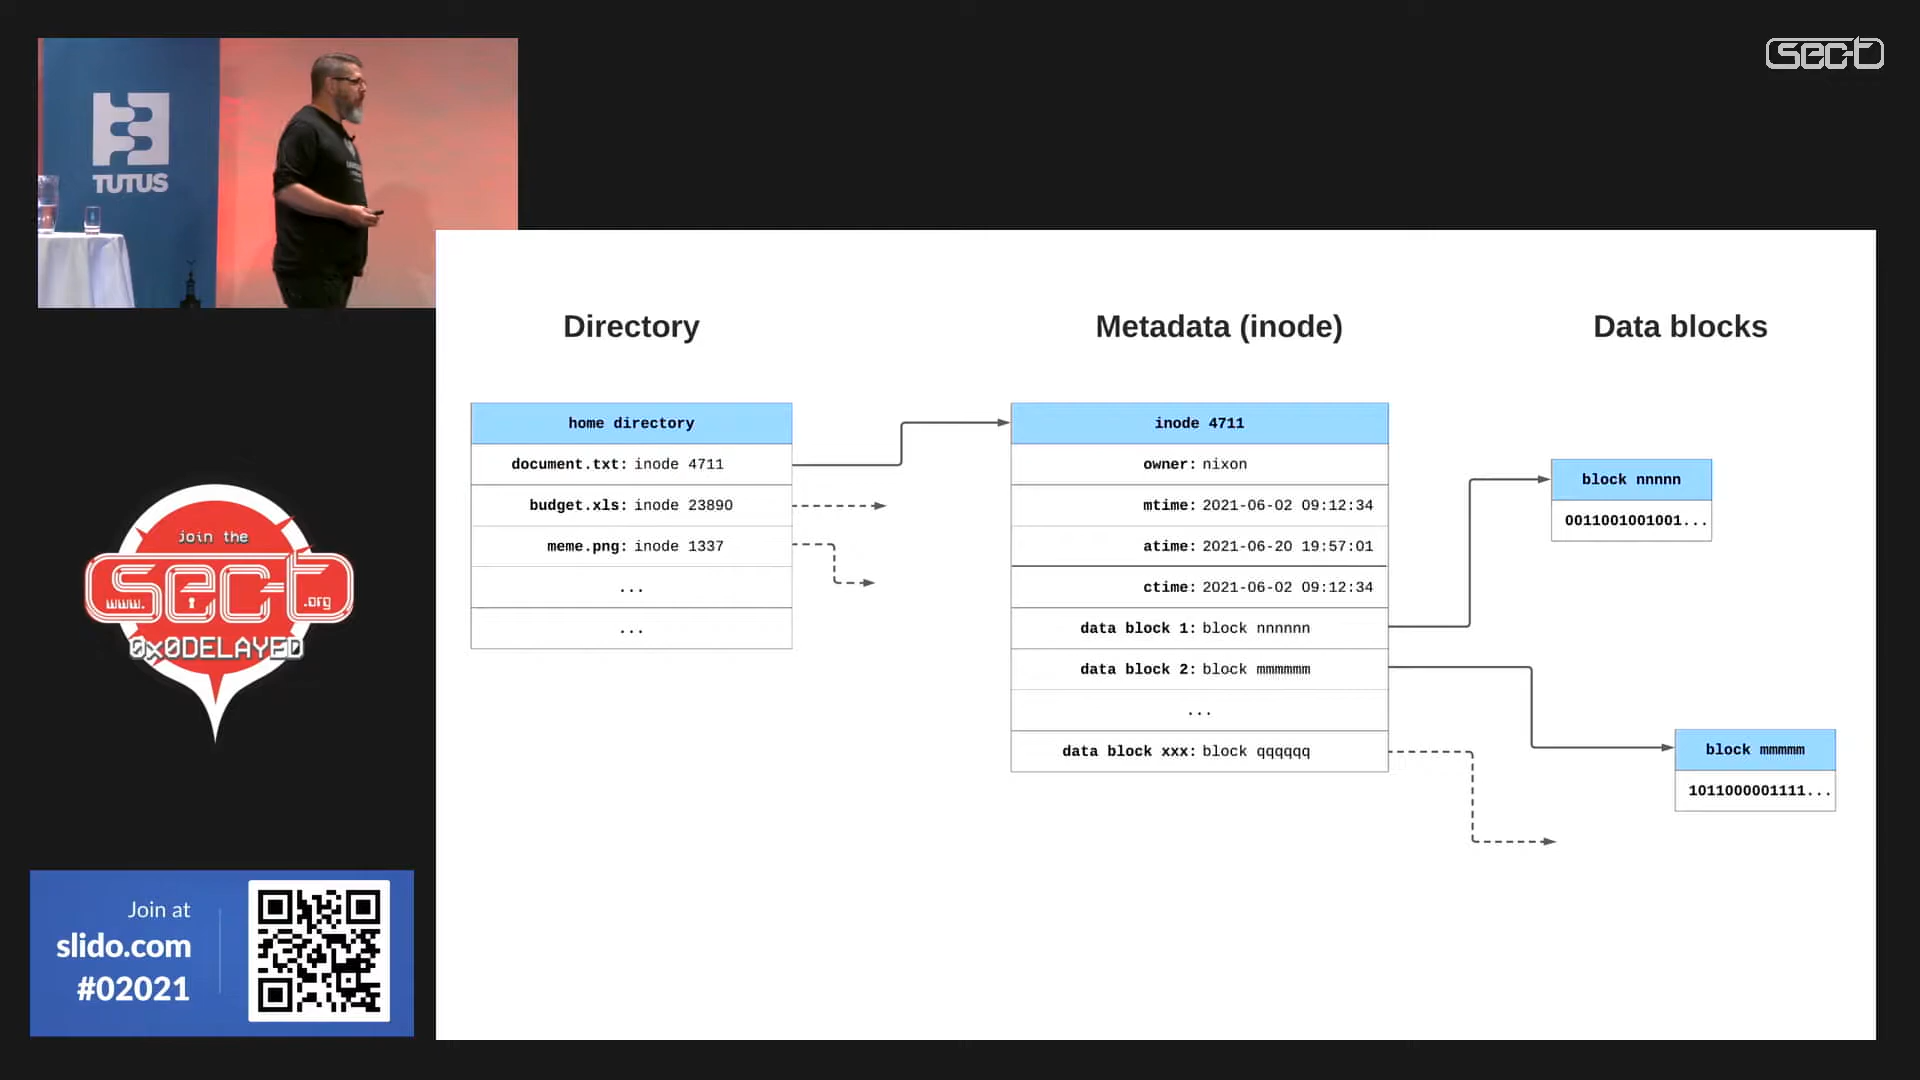 sec-t
TUTUS
Directory
Metadata (inode)
Data blocks
home directory
document.txt: inode 4711
budget.xls: inode 23890
meme.png: inode 1337
...
...
inode 4711
owner: nixon
mtime: 2021-06-02 09:12:34
atime: 2021-06-20 19:57:01
ctime: 2021-06-02 09:12:34
data block 1: block nnnnnn
data block 2: block mmmmmm
...
data block xxx: block qqqqqq
block nnnnn
0011001001001...
block mmmmm
1011000001111...
join the
www. sec-t .org
0x0DELAYED
Join at
slido.com
#02021